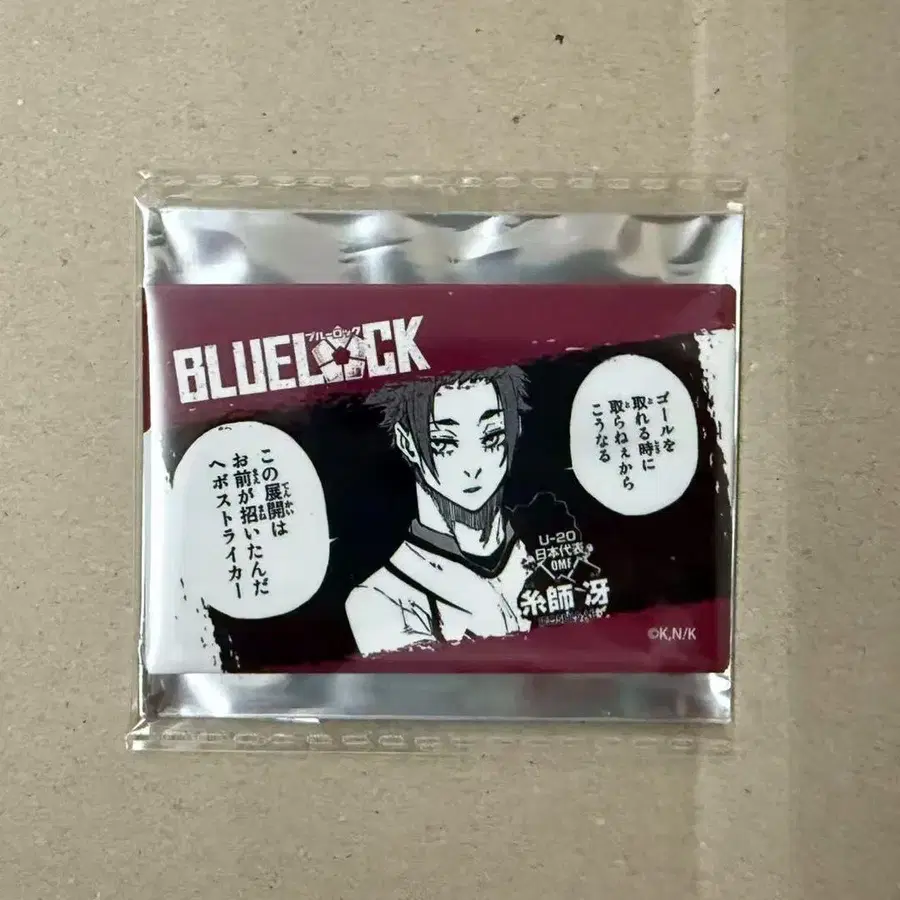 ブルーロック
BLUELOCK
ゴールを
取れる時に
取らねぇから
こうなる
この展開は
お前が招いたんだ
ヘボストライカー
U-20
日本代表
OMF
糸師 冴
©K,N/K